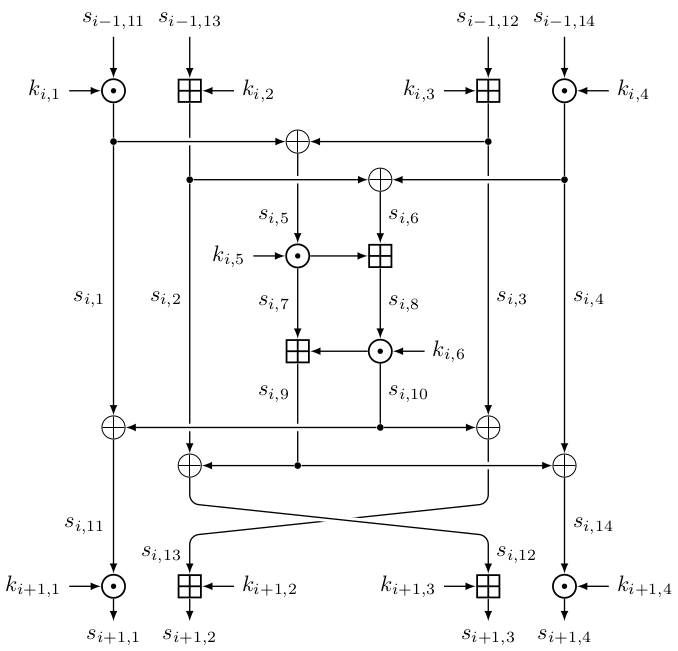 s_{i−1,11} s_{i−1,13} s_{i−1,12} s_{i−1,14}
k_{i,1} k_{i,2} k_{i,3} k_{i,4}
s_{i,5} s_{i,6}
k_{i,5}
s_{i,1} s_{i,2} s_{i,7} s_{i,8} s_{i,3} s_{i,4}
k_{i,6}
s_{i,9} s_{i,10}
s_{i,11} s_{i,14}
s_{i,13} s_{i,12}
k_{i+1,1} k_{i+1,2} k_{i+1,3} k_{i+1,4}
s_{i+1,1} s_{i+1,2} s_{i+1,3} s_{i+1,4}